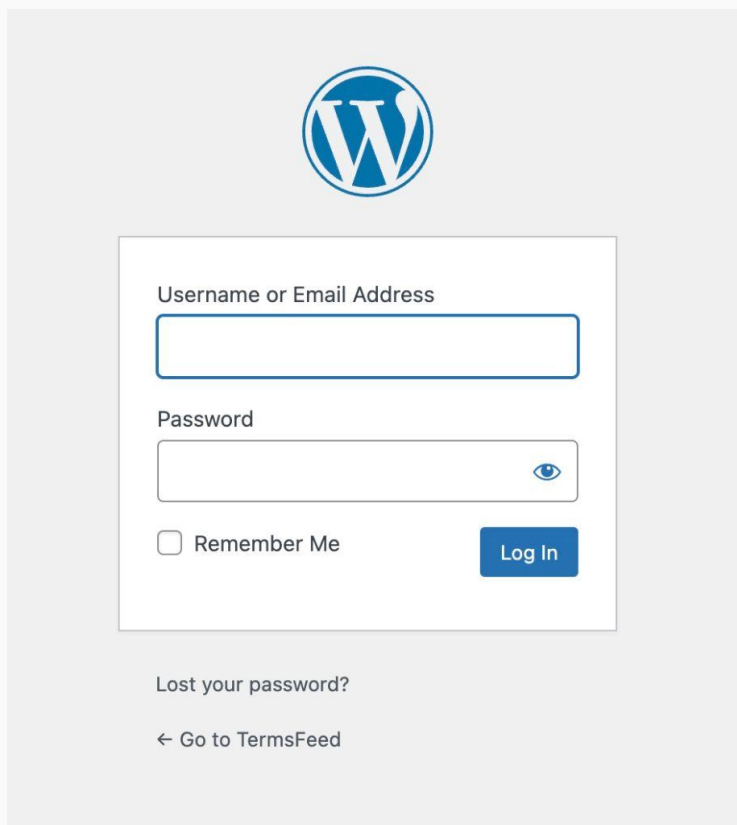 Username or Email Address
Password
Remember Me
Log In
Lost your password?
← Go to TermsFeed